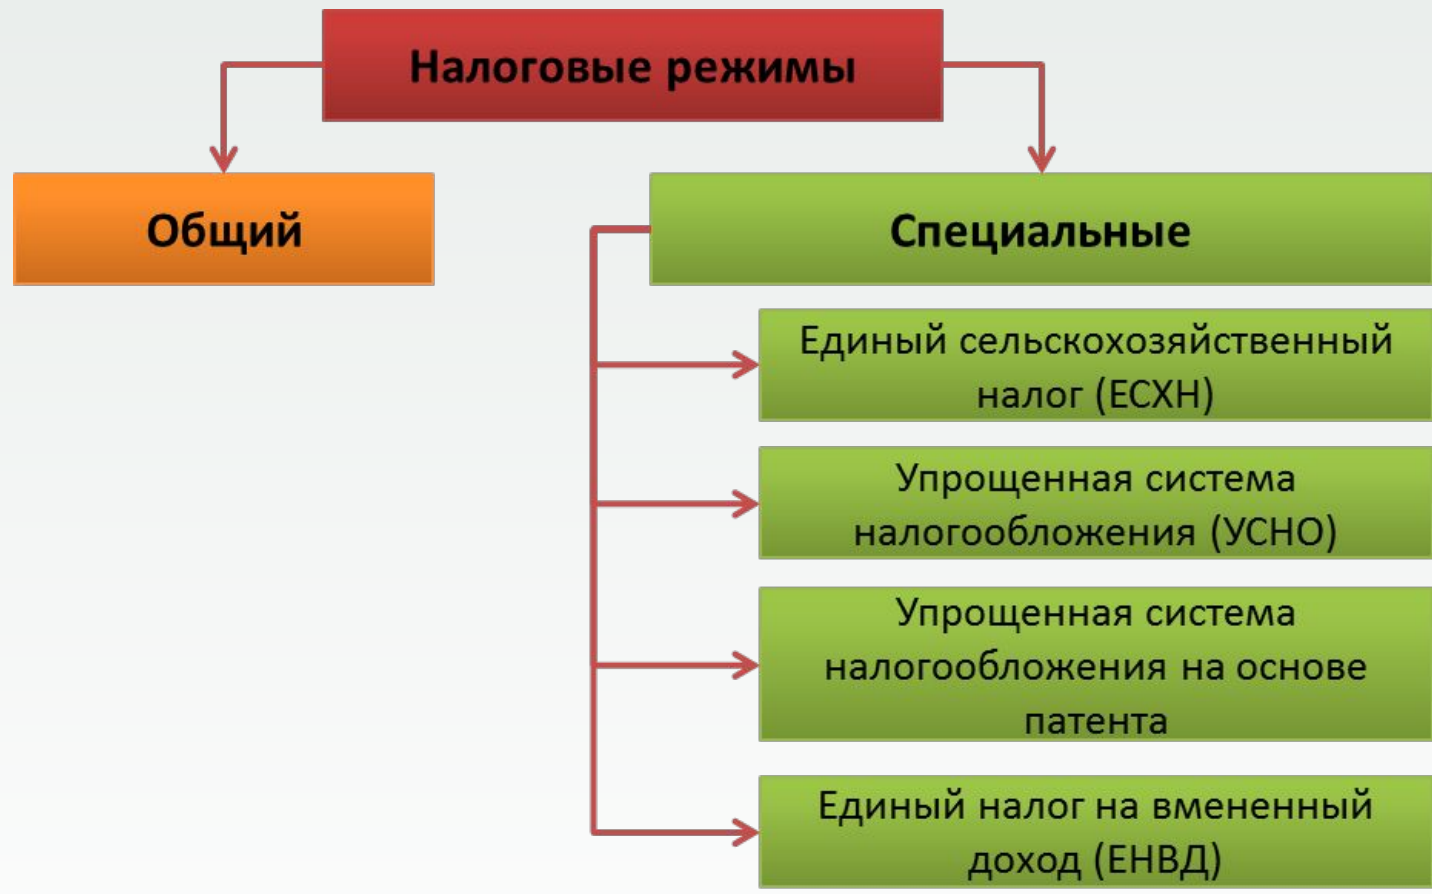 Налоговые режимы
Общий
Специальные
Единый сельскохозяйственный
налог (ЕСХН)
Упрощенная система
налогообложения (УСНО)
Упрощенная система
налогообложения на основе
патента
Единый налог на вмененный
доход (ЕНВД)